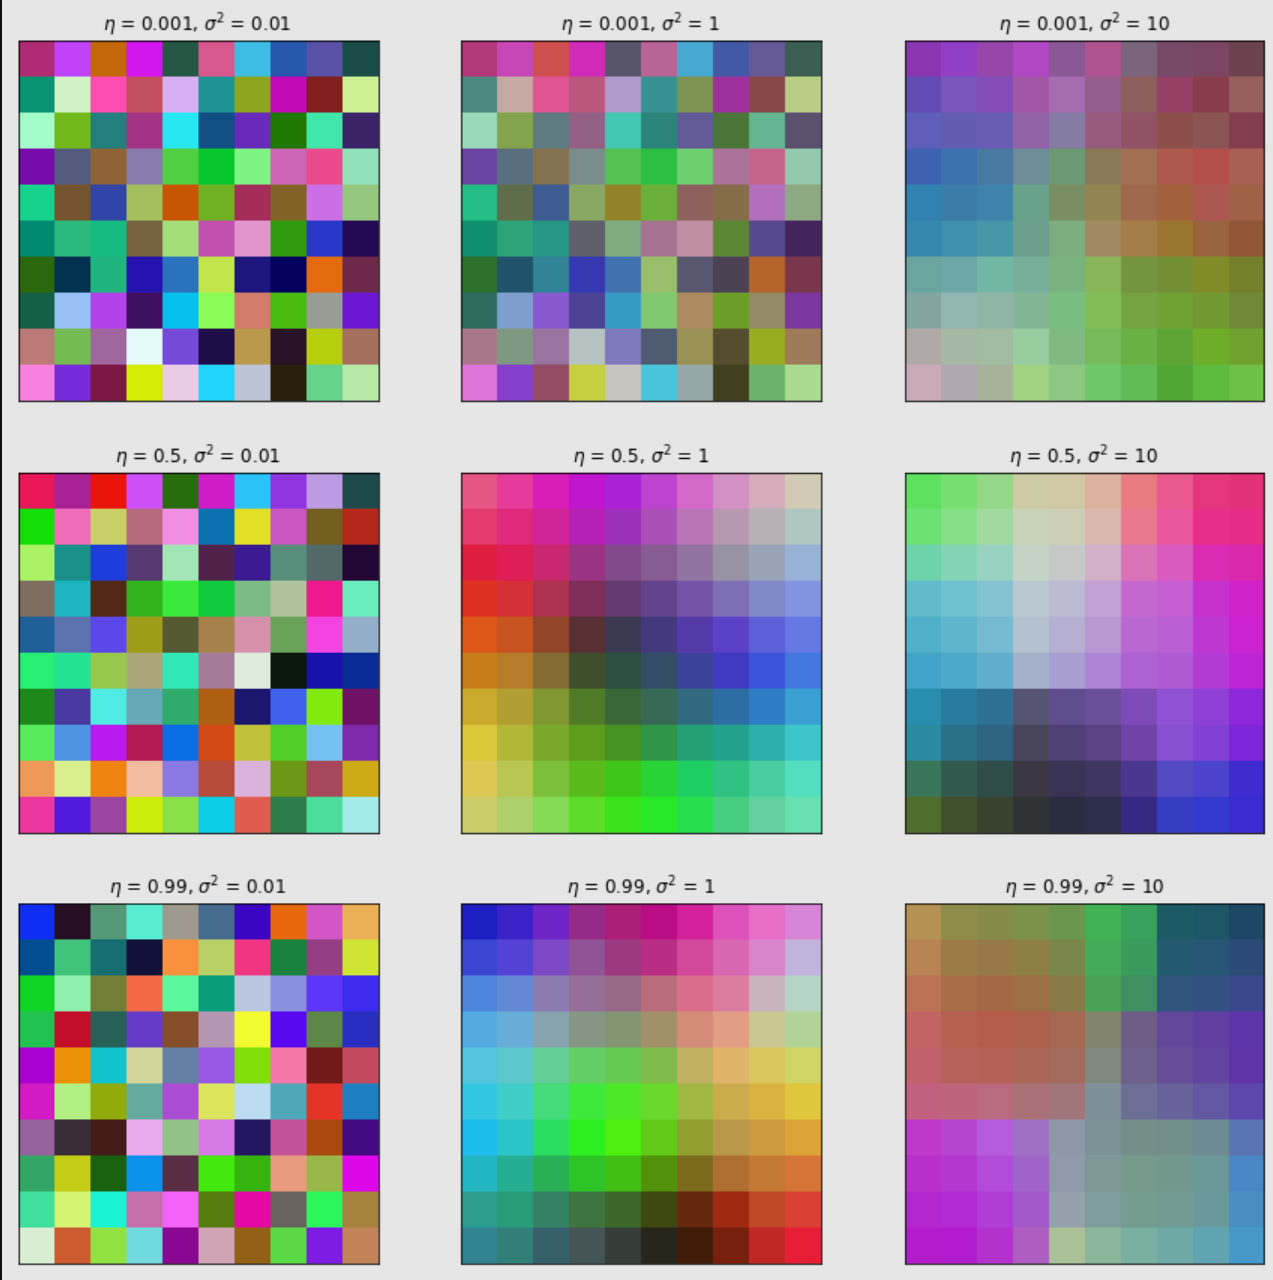 η = 0.001, σ² = 0.01
η = 0.001, σ² = 1
η = 0.001, σ² = 10
η = 0.5, σ² = 0.01
η = 0.5, σ² = 1
η = 0.5, σ² = 10
η = 0.99, σ² = 0.01
η = 0.99, σ² = 1
η = 0.99, σ² = 10